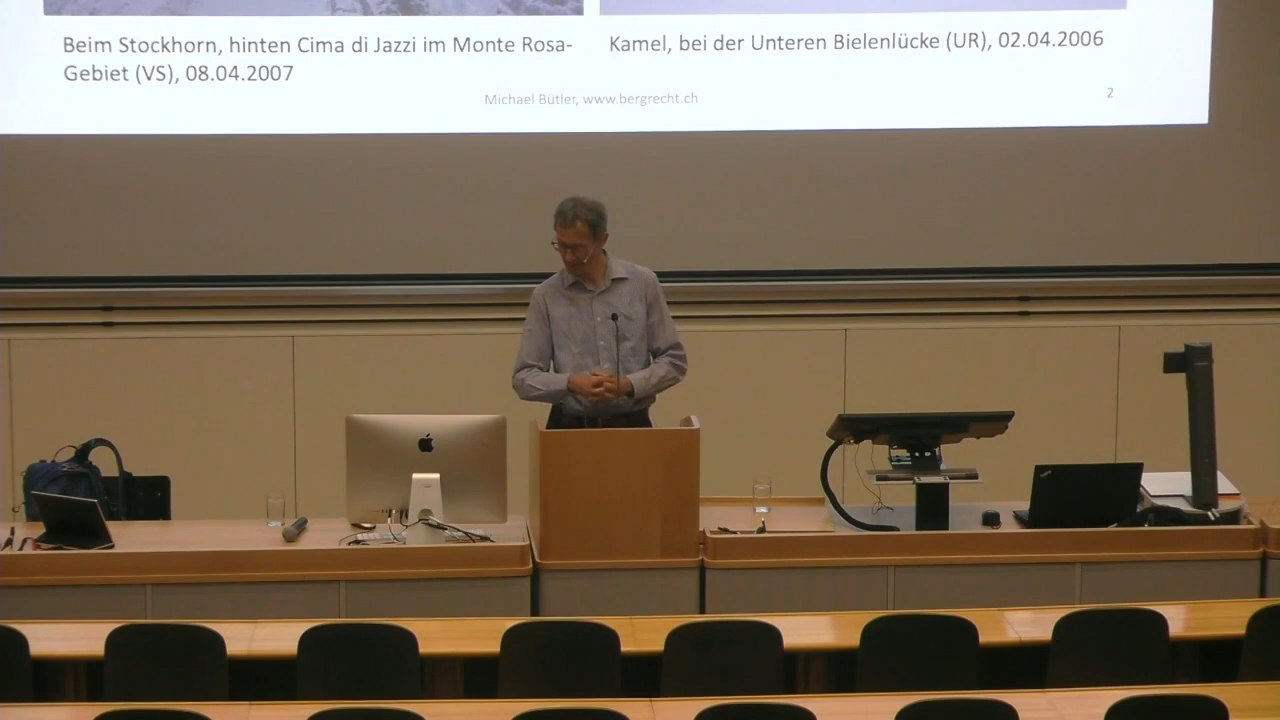 Beim Stockhorn, hinten Cima di Jazzi im Monte Rosa-
Gebiet (VS), 08.04.2007
Kamel, bei der Unteren Bielenlücke (UR), 02.04.2006
Michael Bütler, www.bergrecht.ch
2